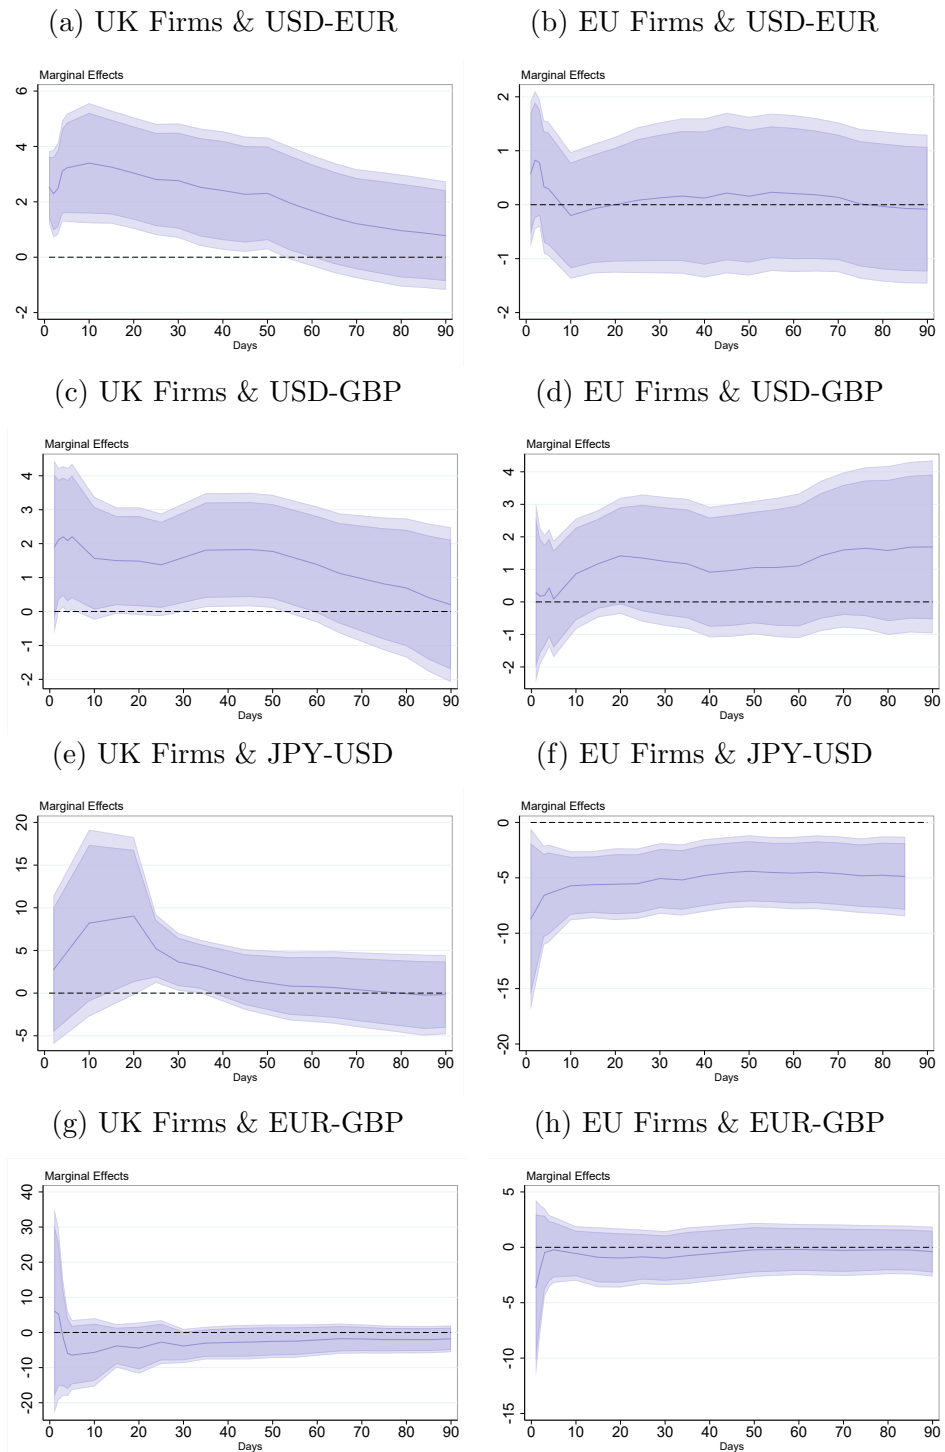 (a) UK Firms & USD-EUR
Marginal Effects
6
4
2
0
-2
0 10 20 30 40 50 60 70 80 90
Days
(b) EU Firms & USD-EUR
Marginal Effects
2
1
0
-1
-2
0 10 20 30 40 50 60 70 80 90
Days
(c) UK Firms & USD-GBP
Marginal Effects
4
3
2
1
0
-1
-2
0 10 20 30 40 50 60 70 80 90
Days
(d) EU Firms & USD-GBP
Marginal Effects
4
3
2
1
0
-1
-2
0 10 20 30 40 50 60 70 80 90
Days
(e) UK Firms & JPY-USD
Marginal Effects
20
15
10
5
0
-5
0 10 20 30 40 50 60 70 80 90
Days
(f) EU Firms & JPY-USD
Marginal Effects
0
-5
-10
-15
-20
0 10 20 30 40 50 60 70 80 90
Days
(g) UK Firms & EUR-GBP
Marginal Effects
40
30
20
10
0
-10
-20
0 10 20 30 40 50 60 70 80 90
Days
(h) EU Firms & EUR-GBP
Marginal Effects
5
0
-5
-10
-15
0 10 20 30 40 50 60 70 80 90
Days